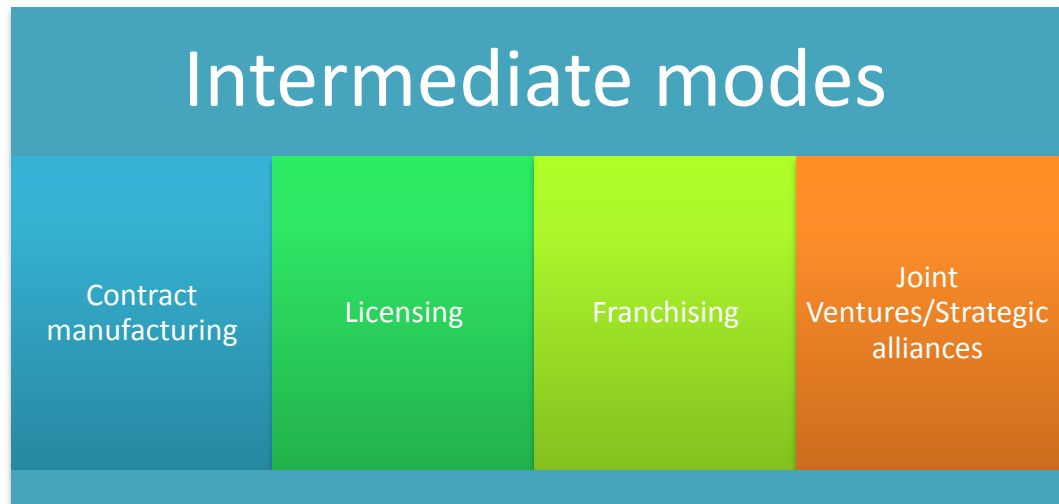 Intermediate modes
Contract
manufacturing
Licensing
Franchising
Joint
Ventures/Strategic
alliances